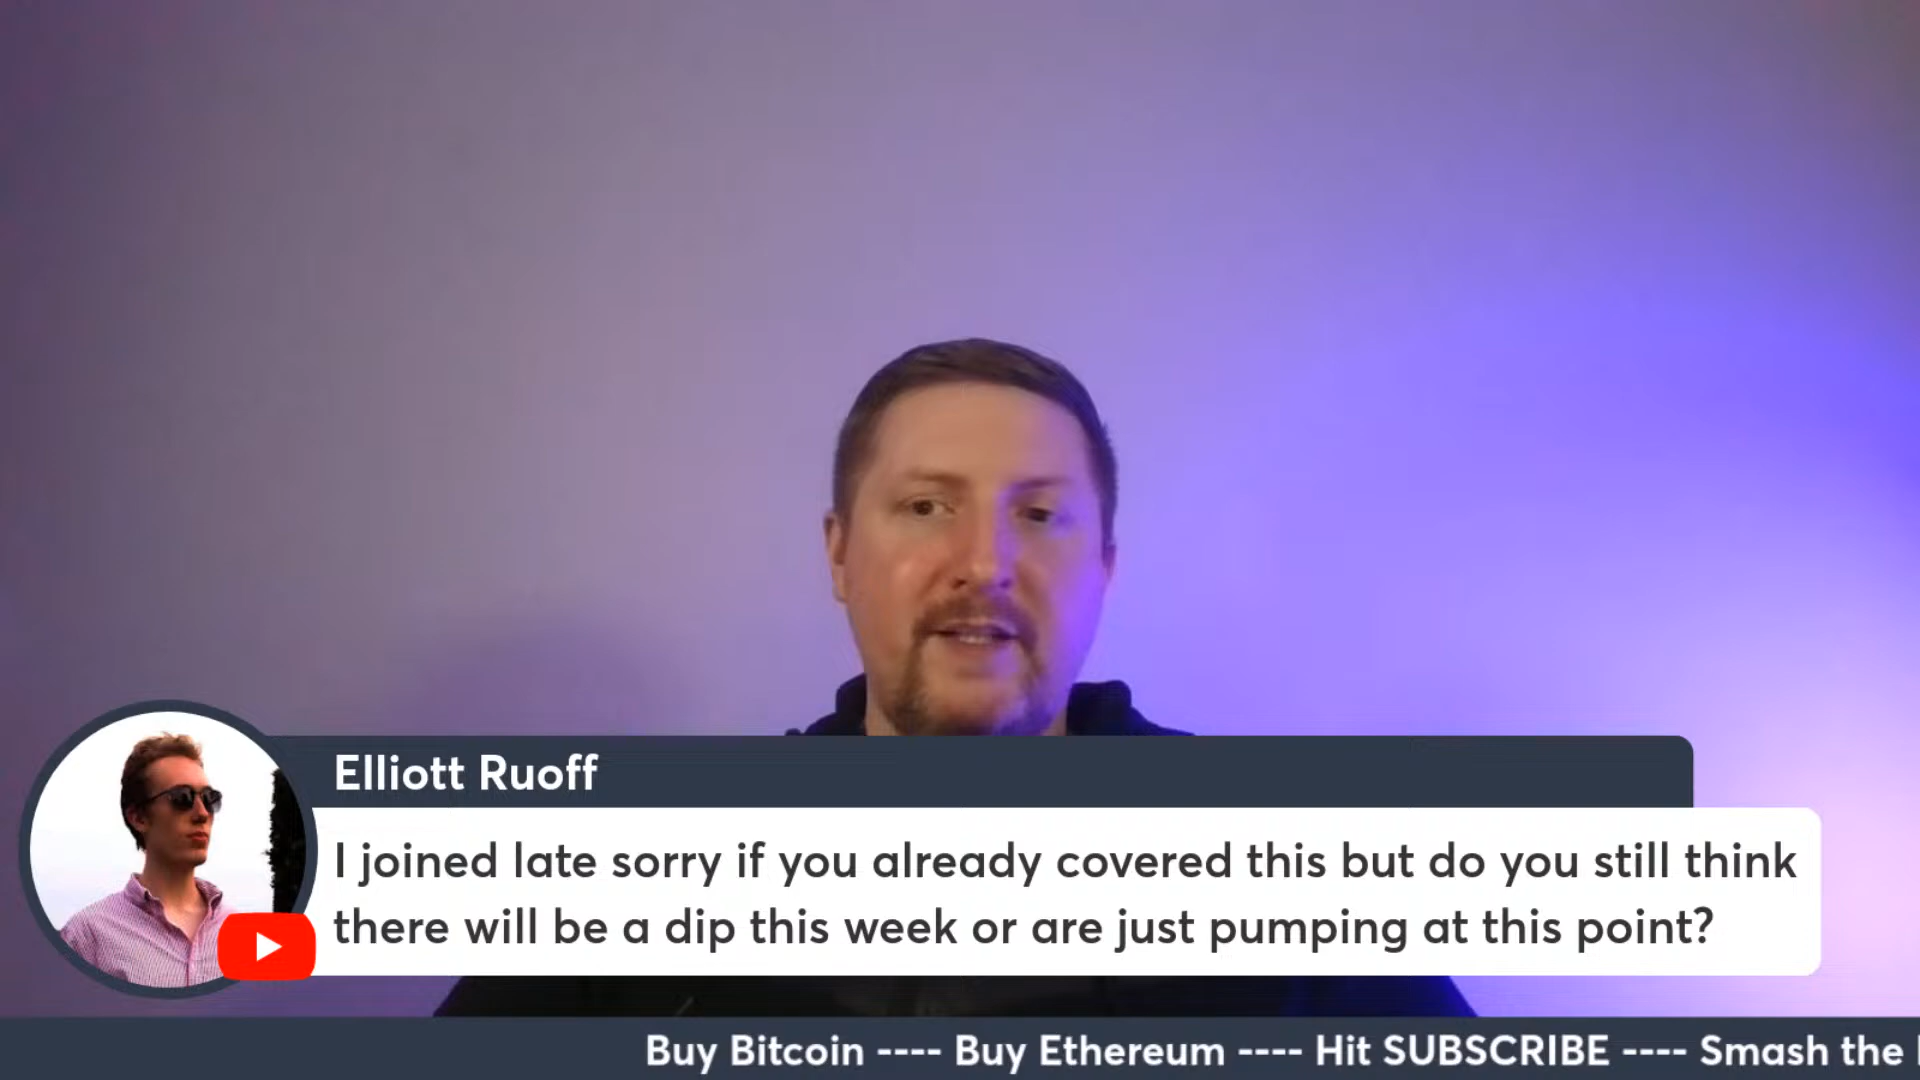 Elliott Ruoff
I joined late sorry if you already covered this but do you still think
there will be a dip this week or are just pumping at this point?
Buy Bitcoin ---- Buy Ethereum ---- Hit SUBSCRIBE ---- Smash the